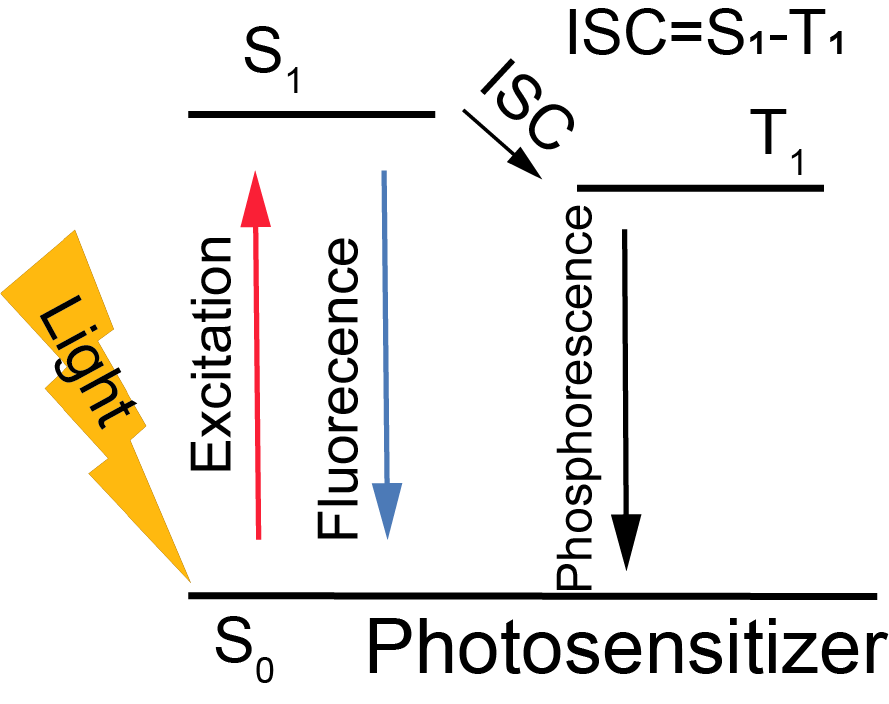 S₁
ISC=S₁-T₁
ISC
T₁
Light
Excitation
Fluorecence
Phosphorescence
S₀
Photosensitizer